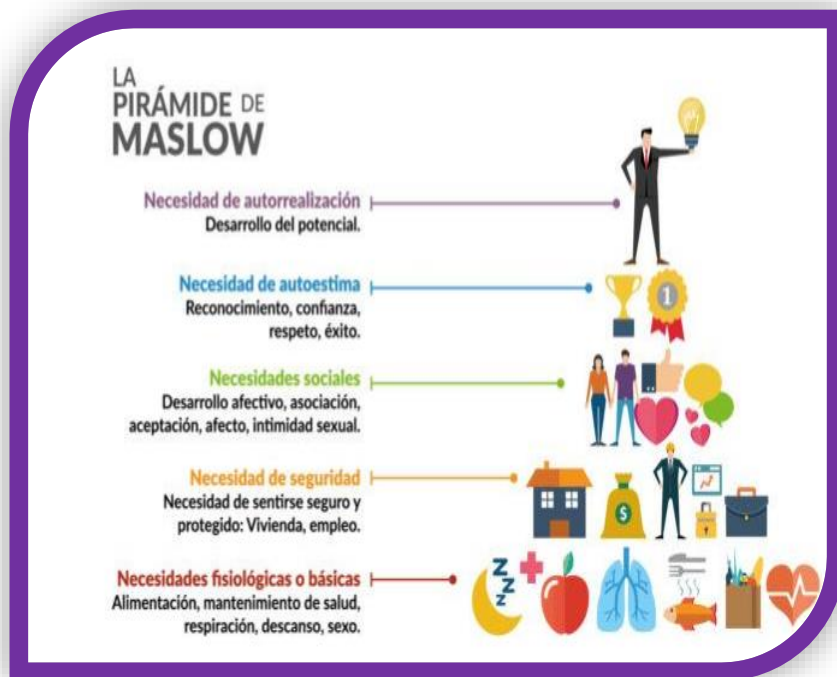 LA
PIRÁMIDE DE
MASLOW
Necesidad de autorrealización
Desarrollo del potencial.
Necesidad de autoestima
Reconocimiento, confianza,
respeto, éxito.
Necesidades sociales
Desarrollo afectivo, asociación,
aceptación, afecto, intimidad sexual.
Necesidad de seguridad
Necesidad de sentirse seguro y
protegido: Vivienda, empleo.
Necesidades fisiológicas o básicas
Alimentación, mantenimiento de salud,
respiración, descanso, sexo.
1
$
Z
Z
Z